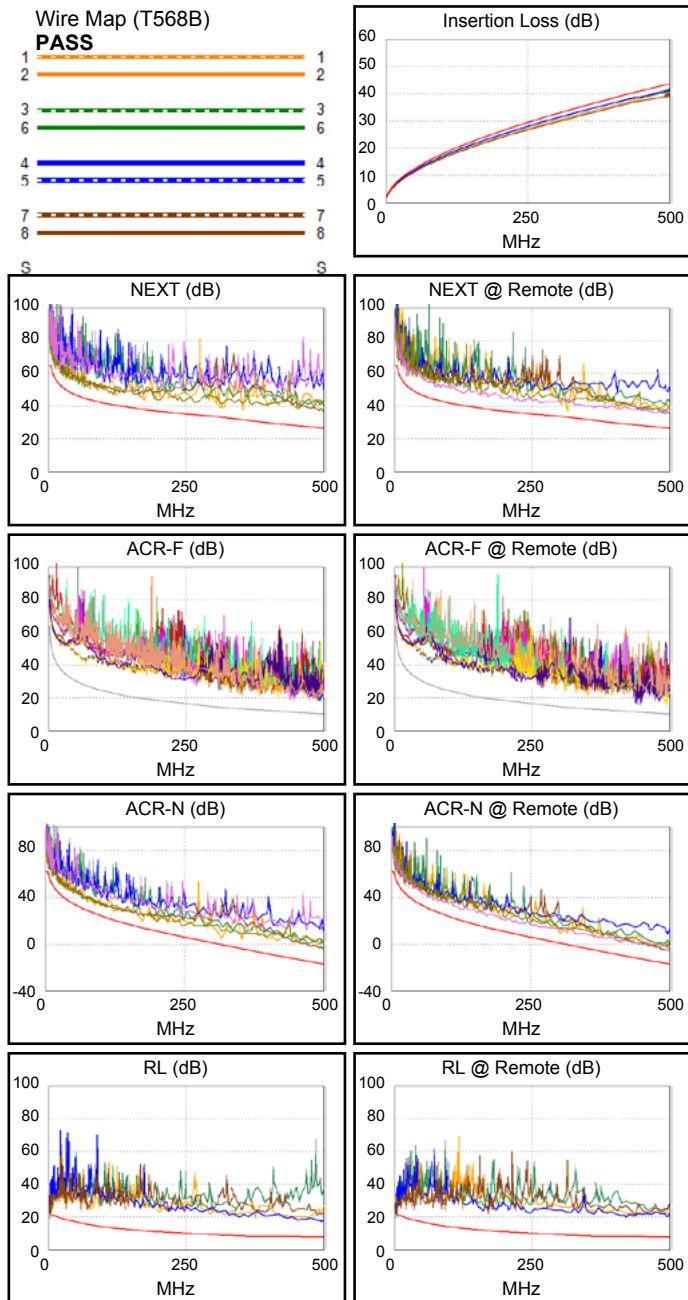 Wire Map (T568B)
PASS
1 1
2 2
3 3
6 6
4 4
5 5
7 7
8 8
S S
Insertion Loss (dB)
60
50
40
30
20
10
0
0 250 500
MHz
NEXT (dB)
100
80
60
40
20
0
0 250 500
MHz
NEXT @ Remote (dB)
100
80
60
40
20
0
0 250 500
MHz
ACR-F (dB)
100
80
60
40
20
0
0 250 500
MHz
ACR-F @ Remote (dB)
100
80
60
40
20
0
0 250 500
MHz
ACR-N (dB)
80
40
0
-40
0 250 500
MHz
ACR-N @ Remote (dB)
80
40
0
-40
0 250 500
MHz
RL (dB)
100
80
60
40
20
0
0 250 500
MHz
RL @ Remote (dB)
100
80
60
40
20
0
0 250 500
MHz